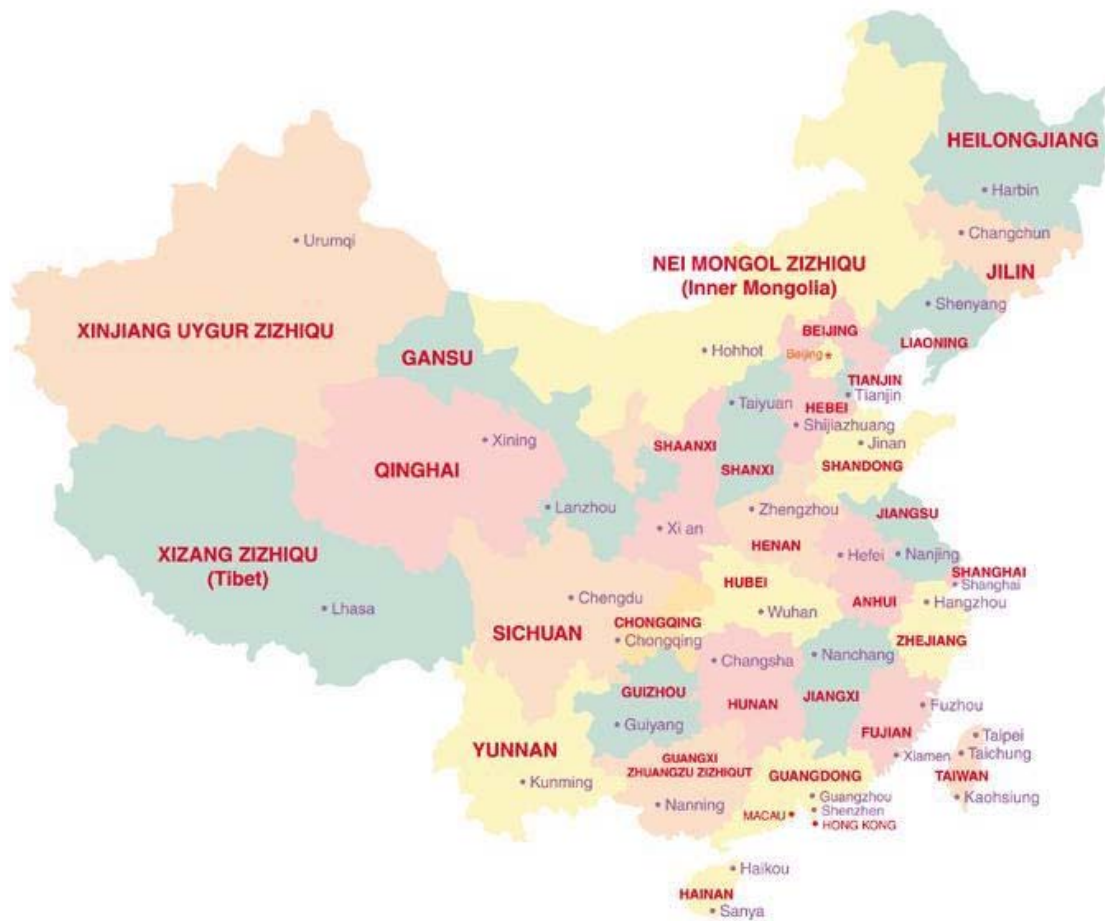 HEILONGJIANG
Harbin
Changchun
JILIN
NEI MONGOL ZIZHIQU
(Inner Mongolia)
Urumqi
Shenyang
LIAONING
XINJIANG UYGUR ZIZHIQU
GANSU
Hohhot
BEIJING
Beijing
TIANJIN
Tianjin
Taiyuan
HEBEI
Shijiazhuang
Xining
SHAANXI
Jinan
QINGHAI
SHANXI
SHANDONG
Lanzhou
Zhengzhou
JIANGSU
Xi an
XIZANG ZIZHIQU
(Tibet)
HENAN
Hefei
Nanjing
SHANGHAI
Shanghai
HUBEI
Lhasa
Chengdu
Wuhan
ANHUI
Hangzhou
SICHUAN
CHONGQING
Chongqing
ZHEJIANG
Changsha
Nanchang
GUIZHOU
HUNAN
JIANGXI
Fuzhou
Guiyang
FUJIAN
Taipei
YUNNAN
GUANGXI
ZHUANGZU ZIZHIQUT
Xiamen
Taichung
Kunming
GUANGDONG
TAIWAN
Nanning
Guangzhou
Kaohsiung
Shenzhen
MACAU
HONG KONG
Haikou
HAINAN
Sanya